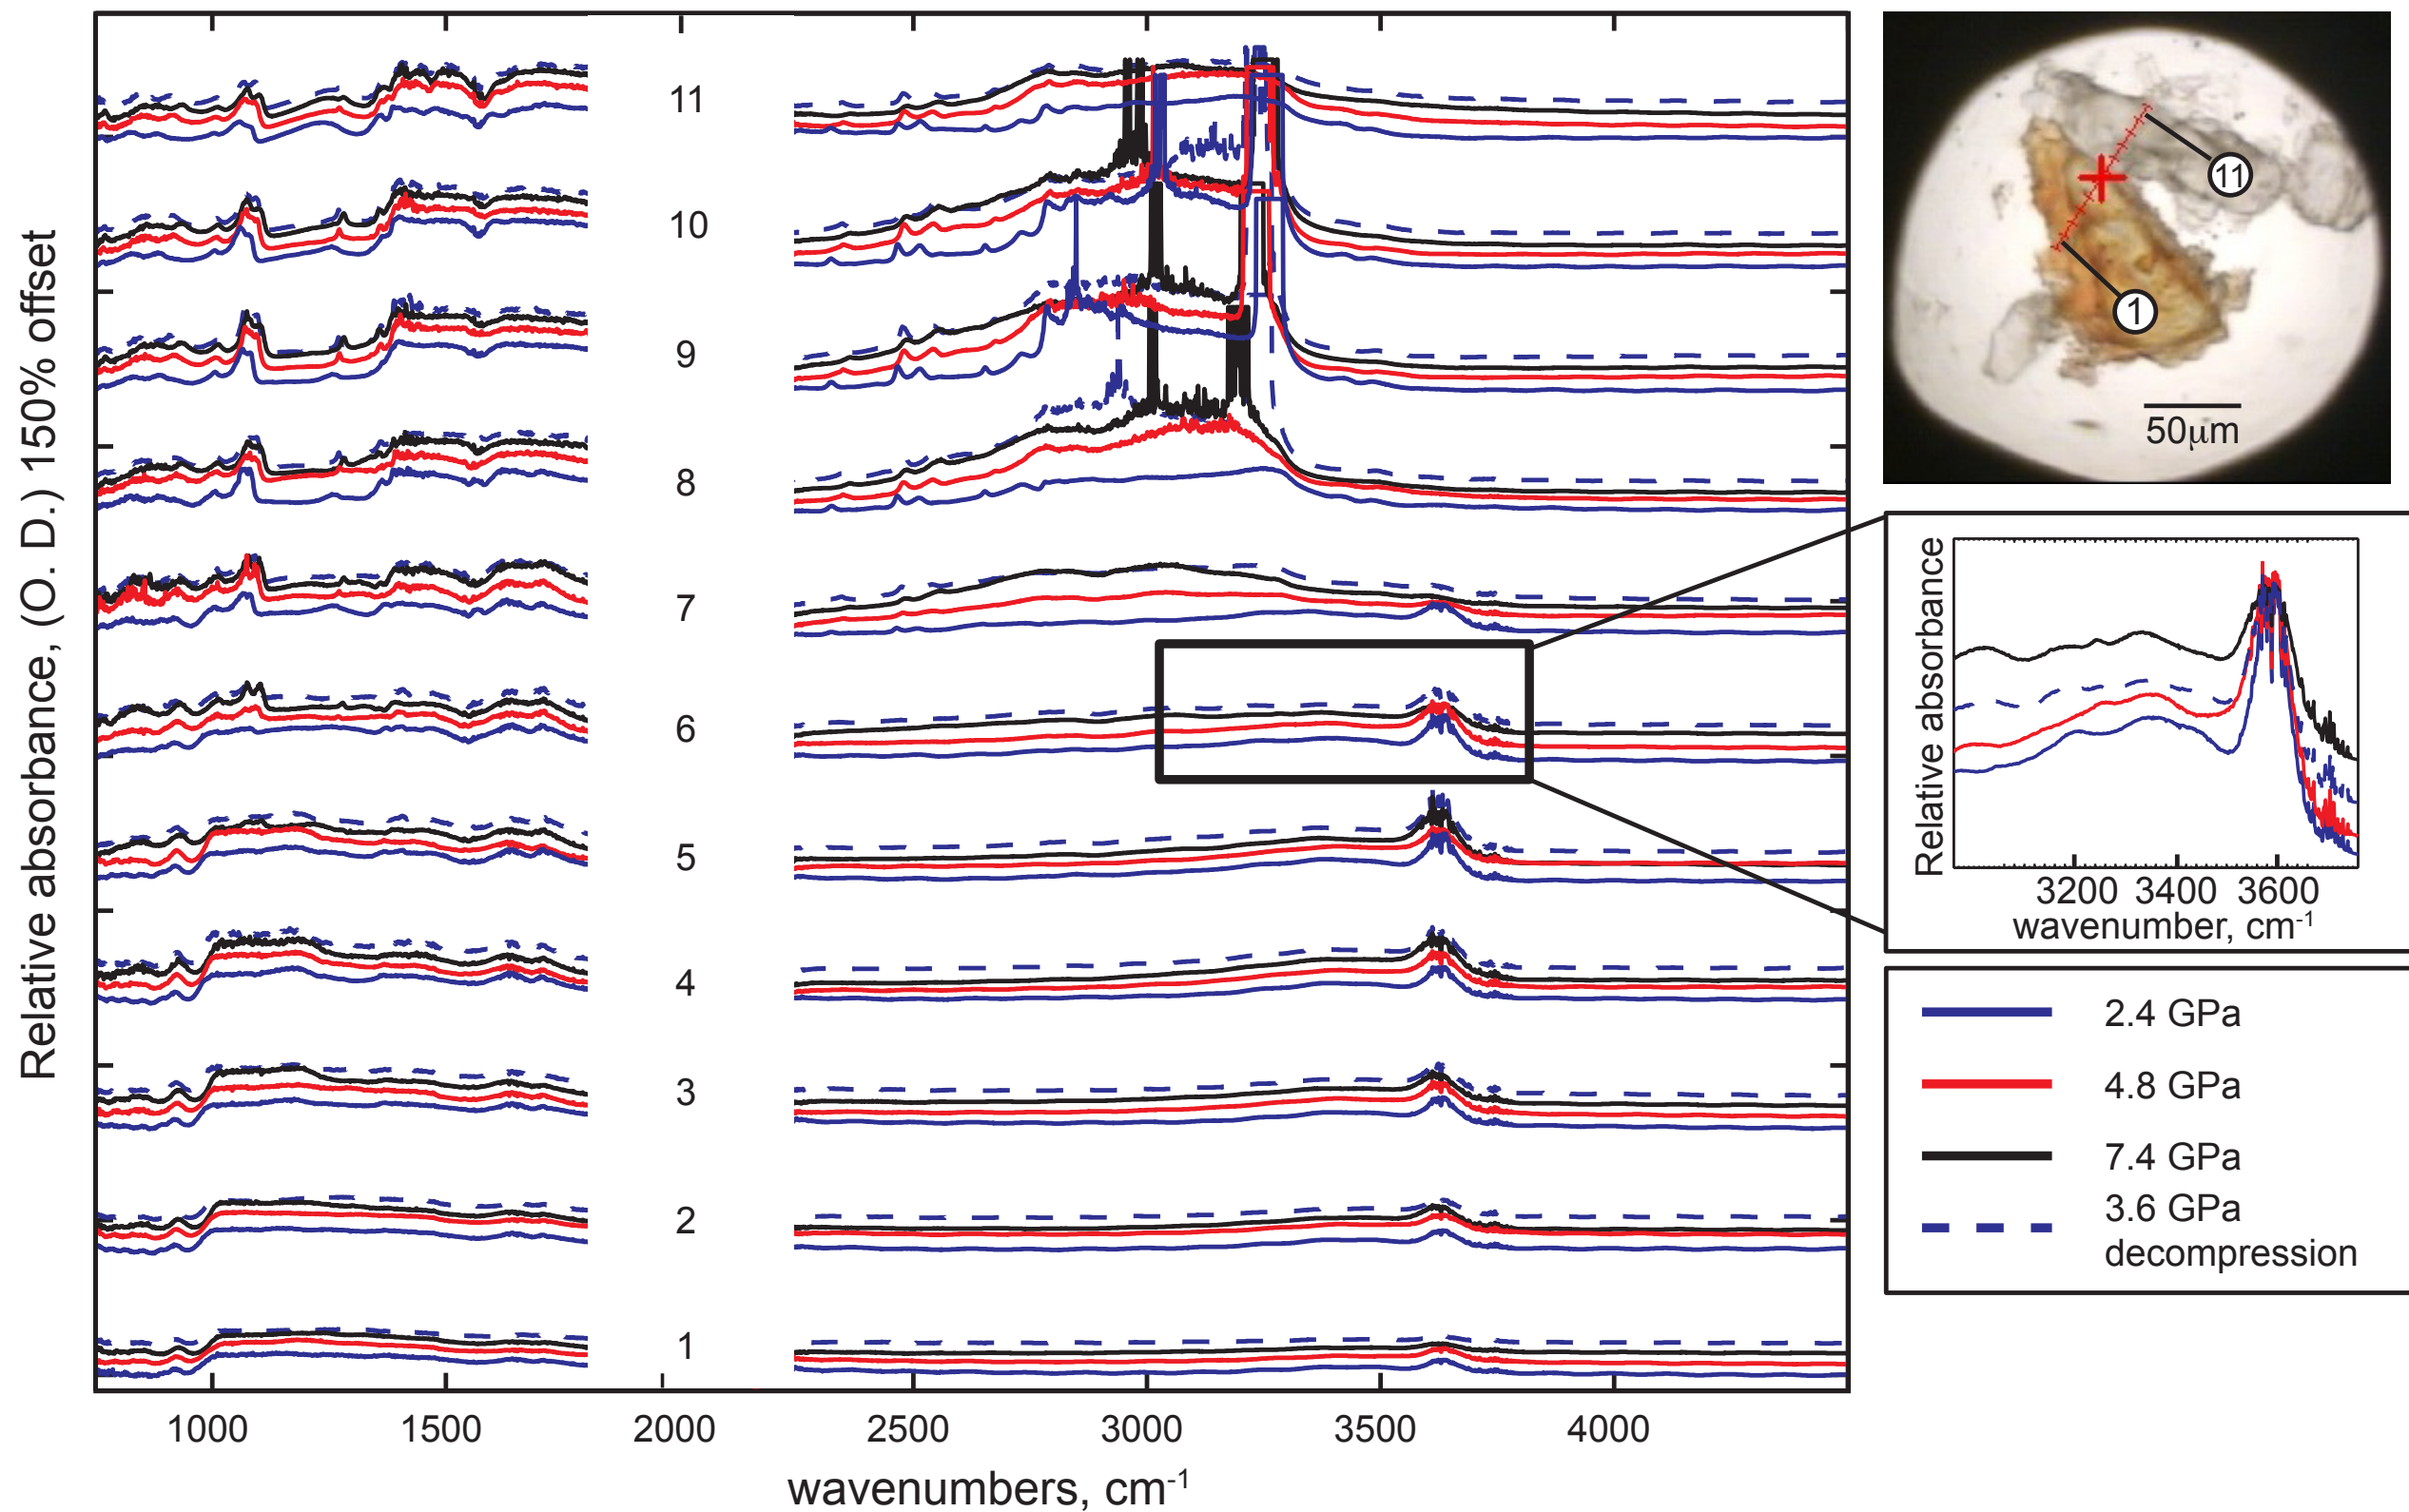 Relative absorbance, (O. D.) 150% offset
11
10
9
8
7
6
5
4
3
2
1
1000 1500 2000 2500 3000 3500 4000
wavenumbers, cm-1
11
1
50μm
Relative absorbance
3200 3400 3600
wavenumber, cm-1
2.4 GPa
4.8 GPa
7.4 GPa
3.6 GPa
decompression